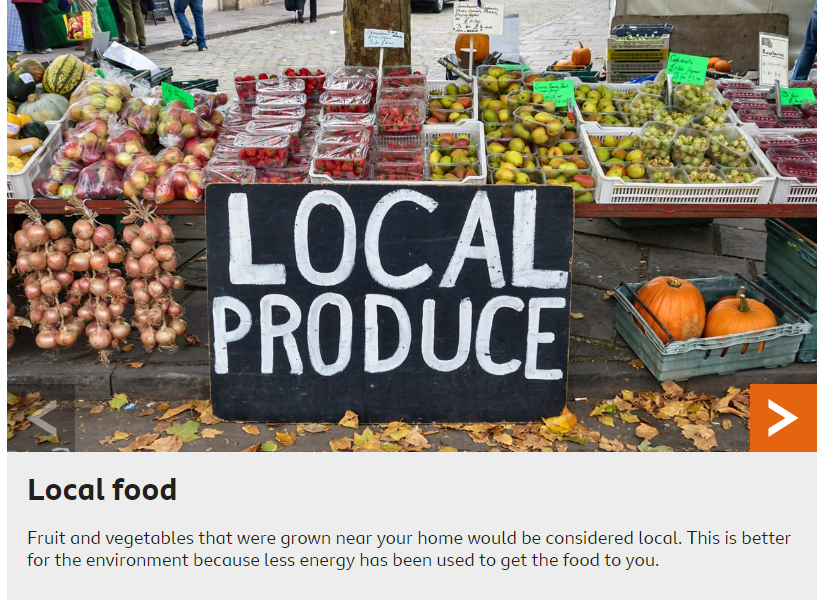 LOCAL
PRODUCE
Local food
Fruit and vegetables that were grown near your home would be considered local. This is better
for the environment because less energy has been used to get the food to you.